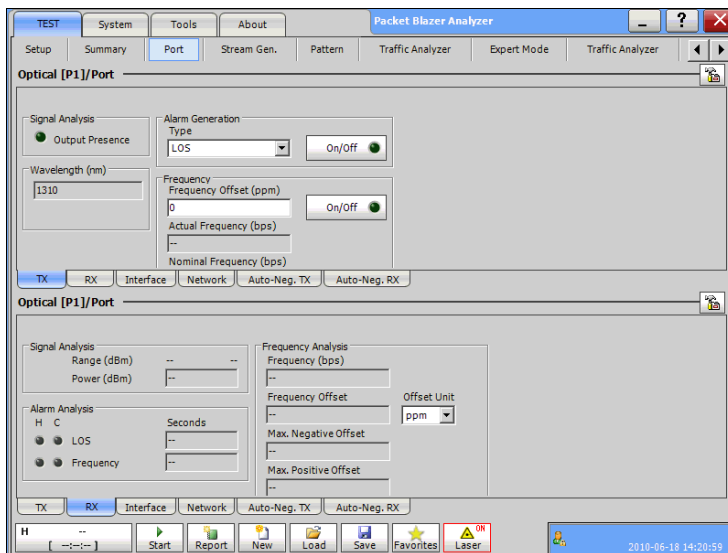 TEST System Tools About Packet Blazer Analyzer
Setup Summary Port Stream Gen. Pattern Traffic Analyzer Expert Mode Traffic Analyzer
Optical [P1]/Port
Signal Analysis
Output Presence
Alarm Generation
Type
LOS On/Off
Wavelength (nm)
1310
Frequency
Frequency Offset (ppm)
0 On/Off
Actual Frequency (bps)
--
Nominal Frequency (bps)
TX RX Interface Network Auto-Neg. TX Auto-Neg. RX
Optical [P1]/Port
Signal Analysis
Range (dBm) -- --
Power (dBm) --
Alarm Analysis
H C Seconds
LOS --
Frequency --
Frequency Analysis
Frequency (bps)
--
Frequency Offset Offset Unit
-- ppm
Max. Negative Offset
--
Max. Positive Offset
--
TX RX Interface Network Auto-Neg. TX Auto-Neg. RX
H --
[ --:--:-- ] Start Report New Load Save Favorites ON Laser
2010-06-18 14:20:59